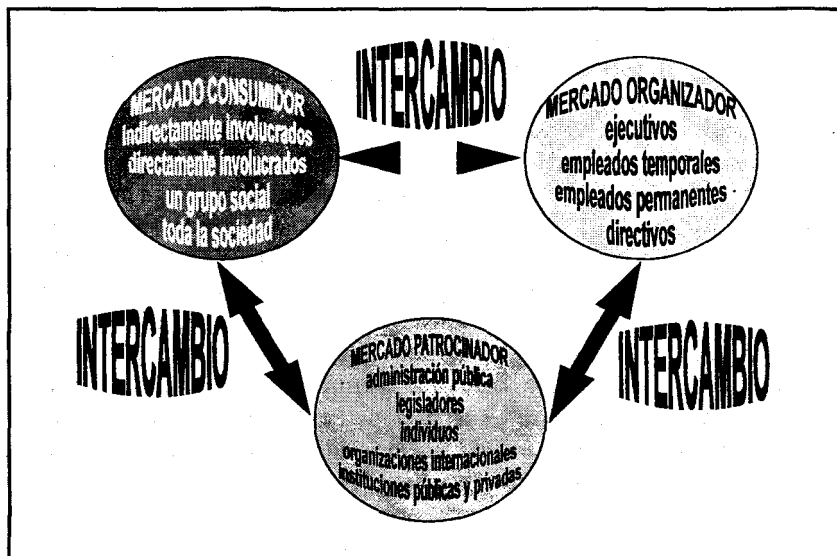 INTERCAMBIO
MERCADO CONSUMIDOR
indirectamente involucrados
directamente involucrados
un grupo social
toda la sociedad
MERCADO ORGANIZADOR
ejecutivos
empleados temporales
empleados permanentes
directivos
INTERCAMBIO
INTERCAMBIO
MERCADO PATROCINADOR
administración pública
legisladores
individuos
organizaciones internacionales
instituciones públicas y privadas